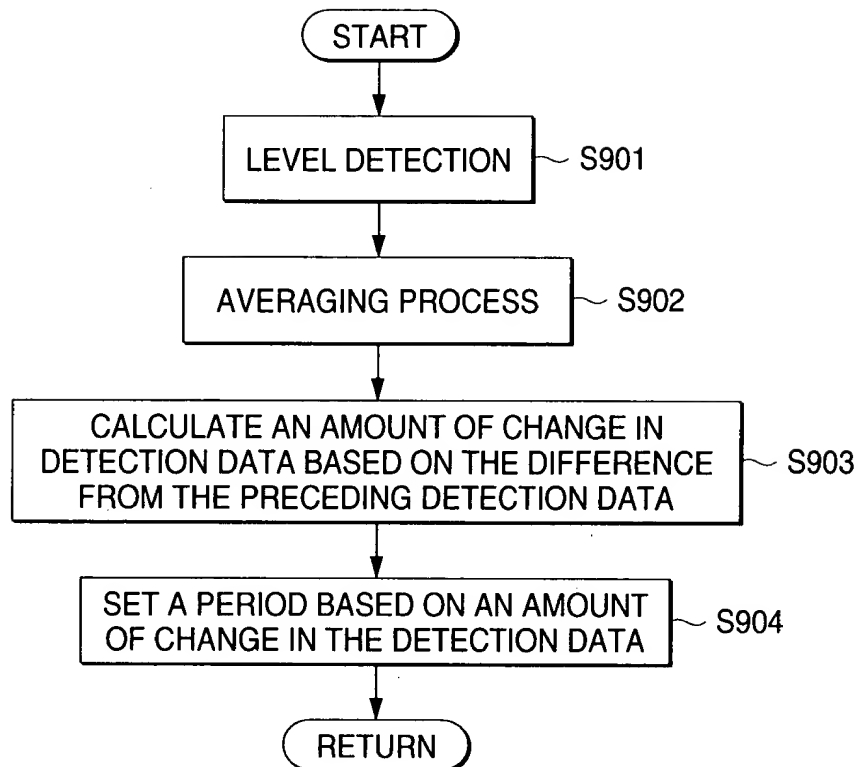 START
LEVEL DETECTION
S901
AVERAGING PROCESS
S902
CALCULATE AN AMOUNT OF CHANGE IN
DETECTION DATA BASED ON THE DIFFERENCE
FROM THE PRECEDING DETECTION DATA
S903
SET A PERIOD BASED ON AN AMOUNT
OF CHANGE IN THE DETECTION DATA
S904
RETURN